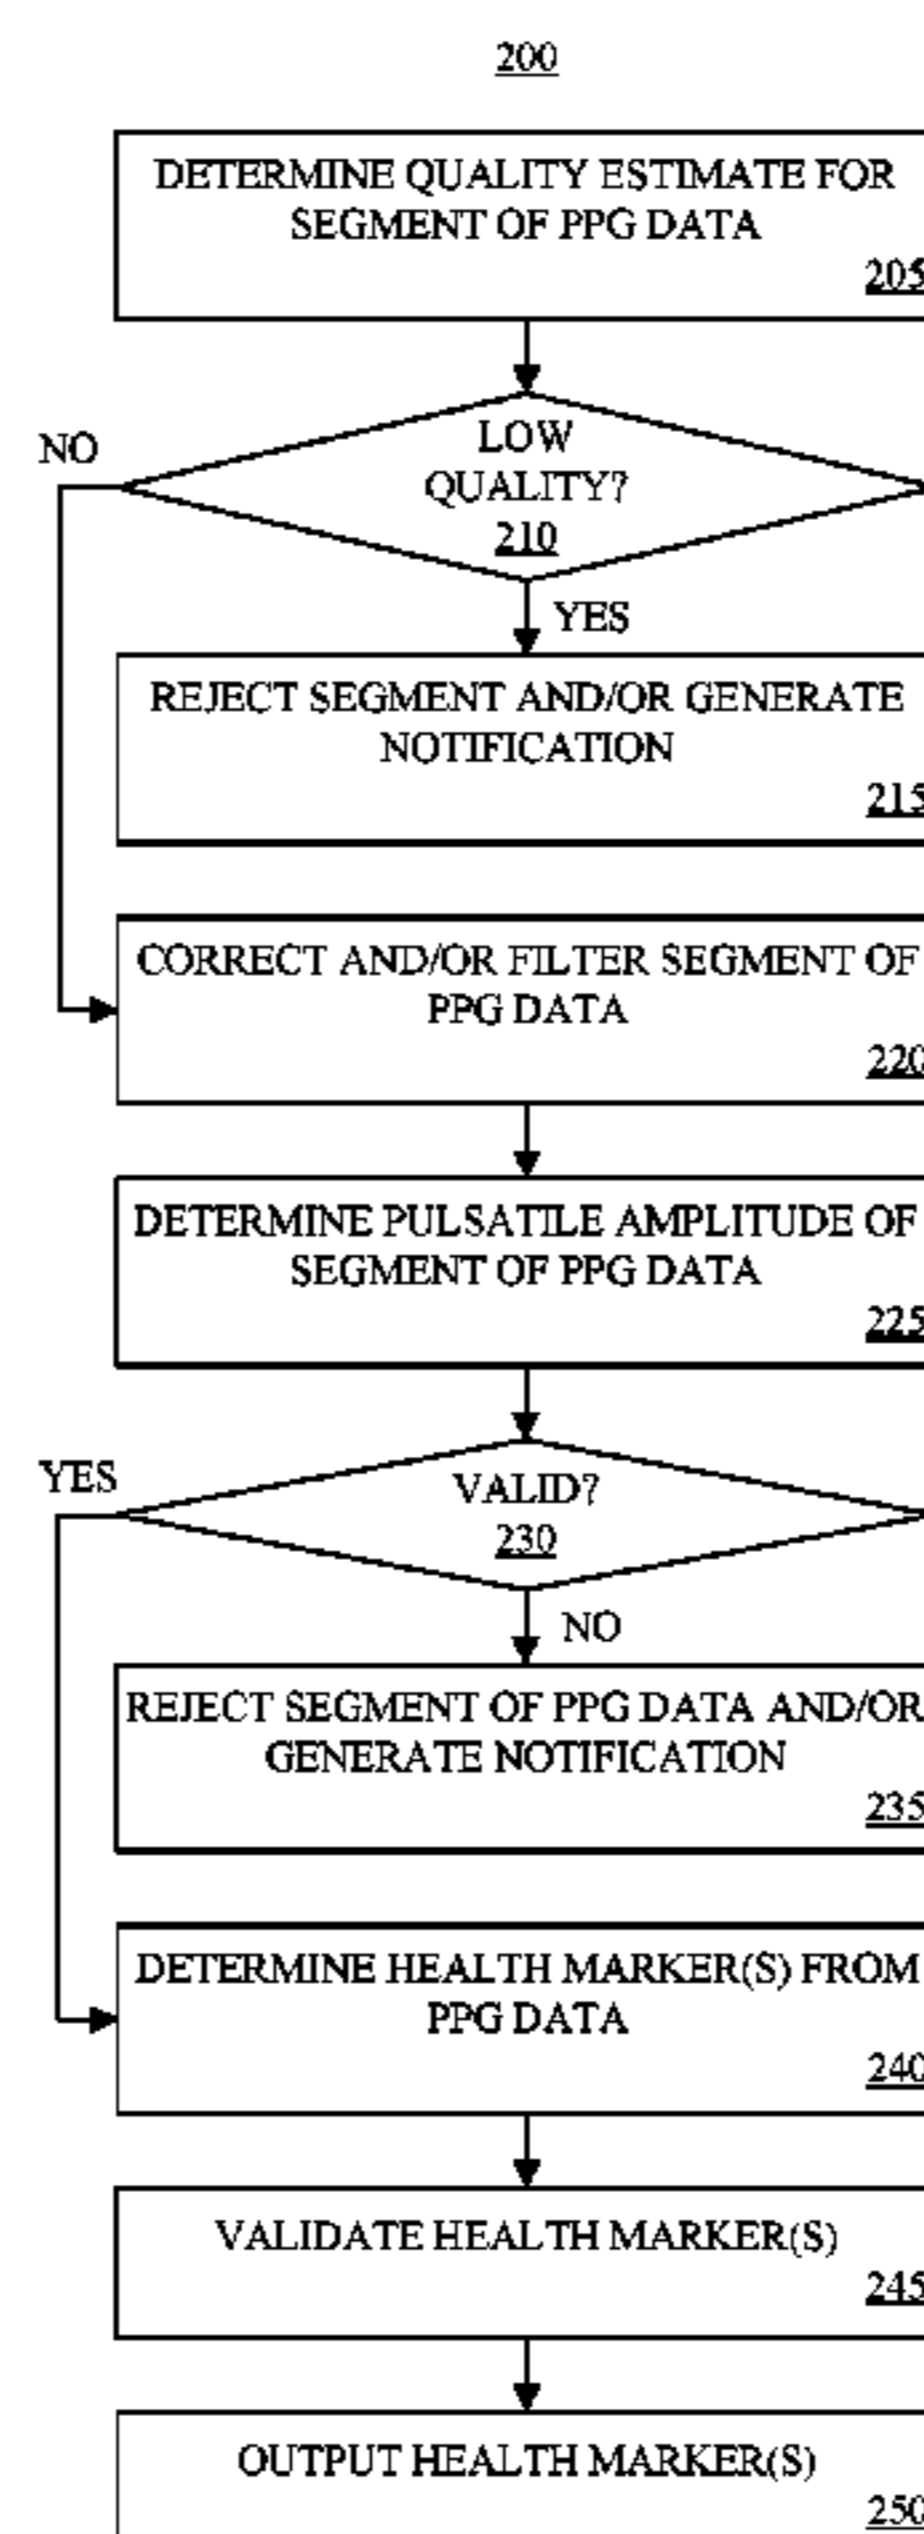 200
DETERMINE QUALITY ESTIMATE FOR
SEGMENT OF PPG DATA
205
NO
LOW
QUALITY?
210
YES
REJECT SEGMENT AND/OR GENERATE
NOTIFICATION
215
CORRECT AND/OR FILTER SEGMENT OF
PPG DATA
220
DETERMINE PULSATILE AMPLITUDE OF
SEGMENT OF PPG DATA
225
YES
VALID?
230
NO
REJECT SEGMENT OF PPG DATA AND/OR
GENERATE NOTIFICATION
235
DETERMINE HEALTH MARKER(S) FROM
PPG DATA
240
VALIDATE HEALTH MARKER(S)
245
OUTPUT HEALTH MARKER(S)
250